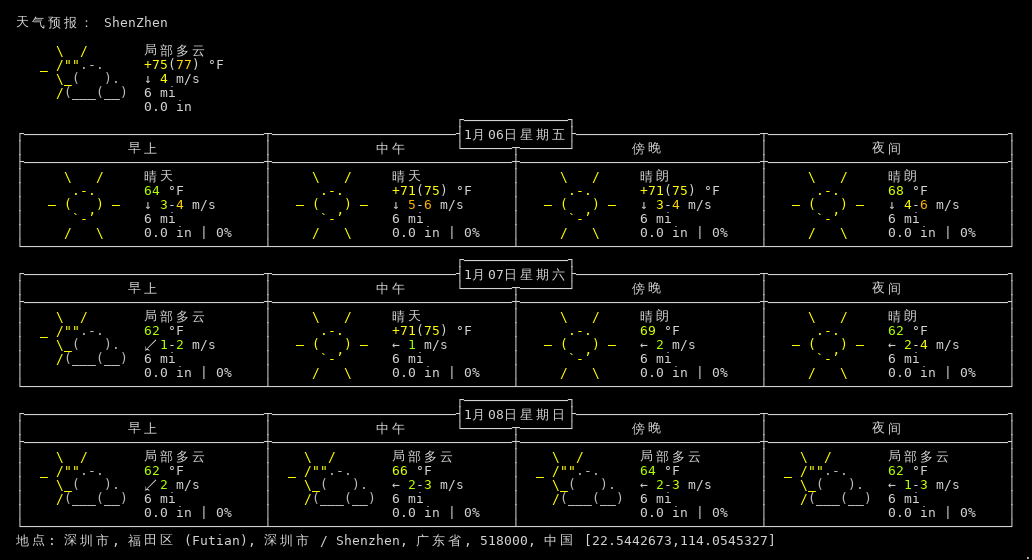 天气预报： ShenZhen
局部多云
+75(77) °F
↓ 4 m/s
6 mi
0.0 in
1月06日星期五
早上 中午 傍晚 夜间
晴天 晴天 晴朗 晴朗
64 °F +71(75) °F +71(75) °F 68 °F
↓ 3-4 m/s ↓ 5-6 m/s ↓ 3-4 m/s ↓ 4-6 m/s
6 mi 6 mi 6 mi 6 mi
0.0 in | 0% 0.0 in | 0% 0.0 in | 0% 0.0 in | 0%
1月07日星期六
早上 中午 傍晚 夜间
局部多云 晴天 晴朗 晴朗
62 °F +71(75) °F 69 °F 62 °F
↙ 1-2 m/s ← 1 m/s ← 2 m/s ← 2-4 m/s
6 mi 6 mi 6 mi 6 mi
0.0 in | 0% 0.0 in | 0% 0.0 in | 0% 0.0 in | 0%
1月08日星期日
早上 中午 傍晚 夜间
局部多云 局部多云 局部多云 局部多云
62 °F 66 °F 64 °F 62 °F
↙ 2 m/s ← 2-3 m/s ← 2-3 m/s ← 1-3 m/s
6 mi 6 mi 6 mi 6 mi
0.0 in | 0% 0.0 in | 0% 0.0 in | 0% 0.0 in | 0%
地点: 深圳市, 福田区 (Futian), 深圳市 / Shenzhen, 广东省, 518000, 中国 [22.5442673,114.0545327]